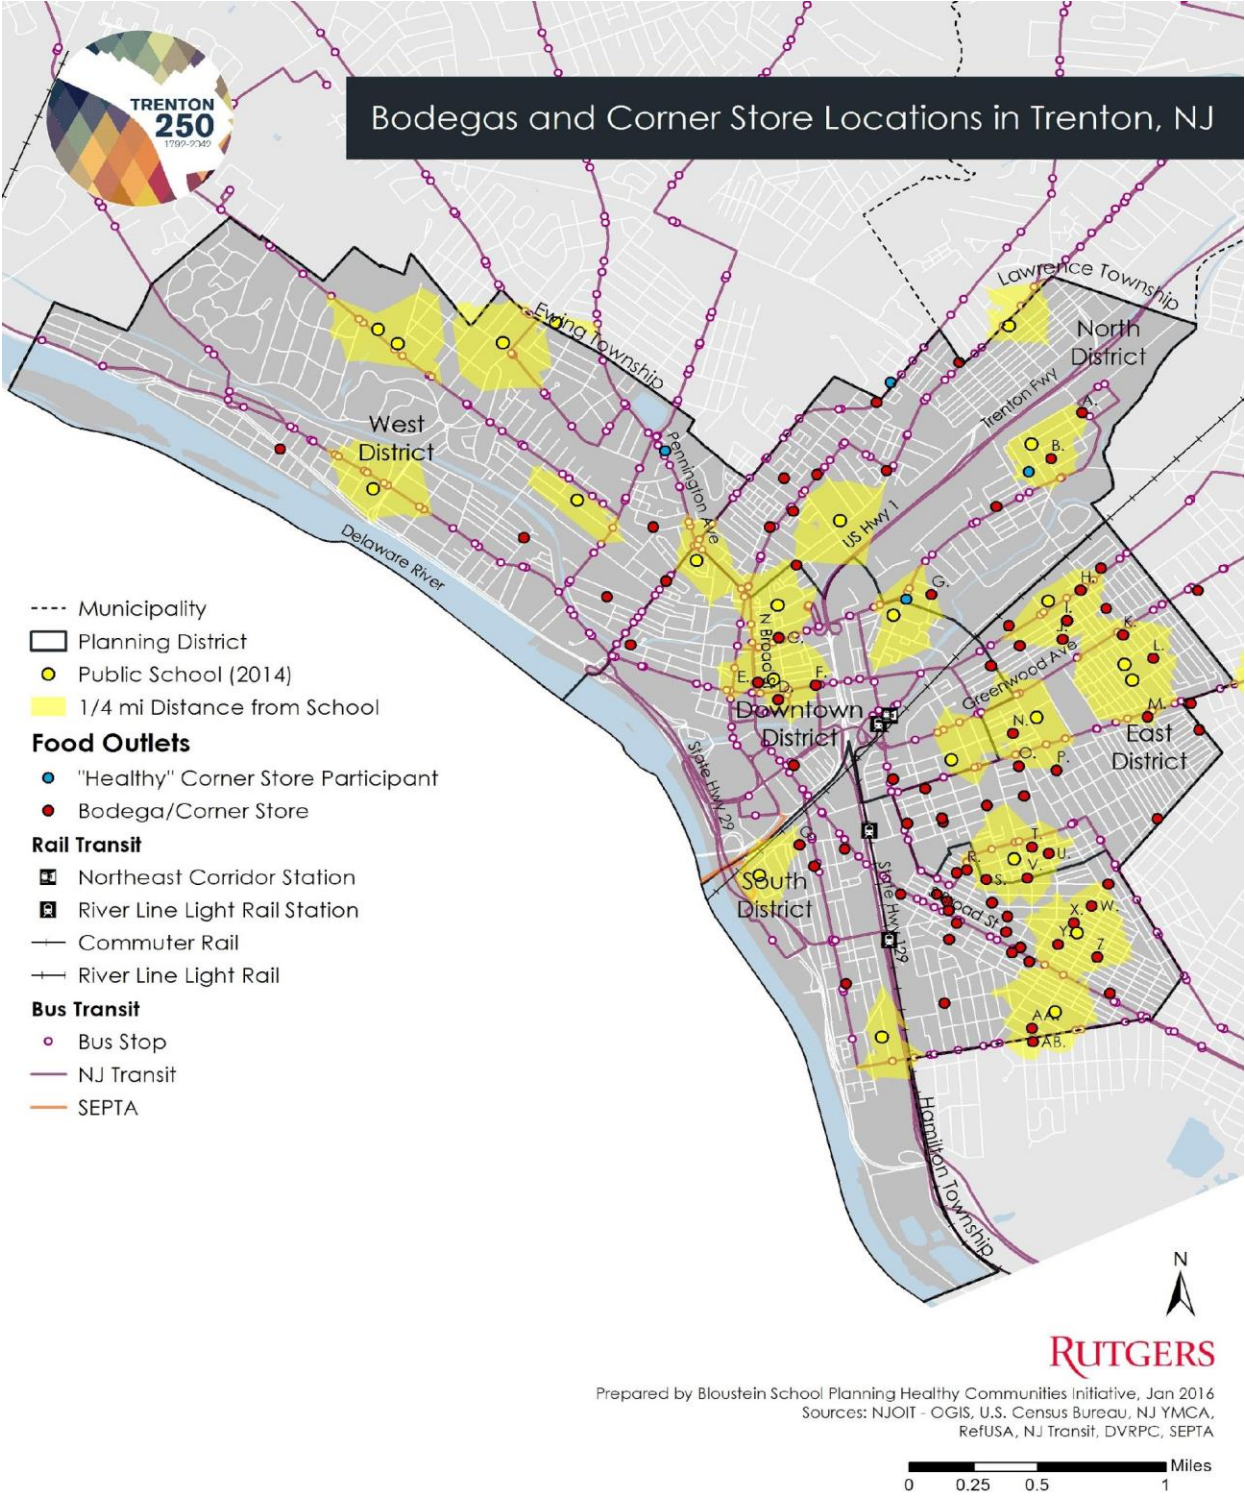 TRENTON
250
1792-2042
Bodegas and Corner Store Locations in Trenton, NJ
Lawrence Township
North
District
Ewing Township
Trenton Fwy
A.
West
District
Pennington Ave
B.
US Hwy 1
Delaware River
G.
H.
I.
J.
K.
L.
N Broad
C.
E.
D.
F.
Greenwood Ave
M.
Downtown
District
N.
East
District
O.
P.
State Hwy 29
T.
U.
R.
V.
S.
South
District
State Hwy 129
Broad St
W.
X.
Y.
Z
AA.
AB.
Hamilton Township
Municipality
Planning District
Public School (2014)
1/4 mi Distance from School
Food Outlets
"Healthy" Corner Store Participant
Bodega/Corner Store
Rail Transit
Northeast Corridor Station
River Line Light Rail Station
Commuter Rail
River Line Light Rail
Bus Transit
Bus Stop
NJ Transit
SEPTA
N
RUTGERS
Prepared by Bloustein School Planning Healthy Communities Initiative, Jan 2016
Sources: NJOIT - OGIS, U.S. Census Bureau, NJ YMCA,
RefUSA, NJ Transit, DVRPC, SEPTA
Miles
0 0.25 0.5 1